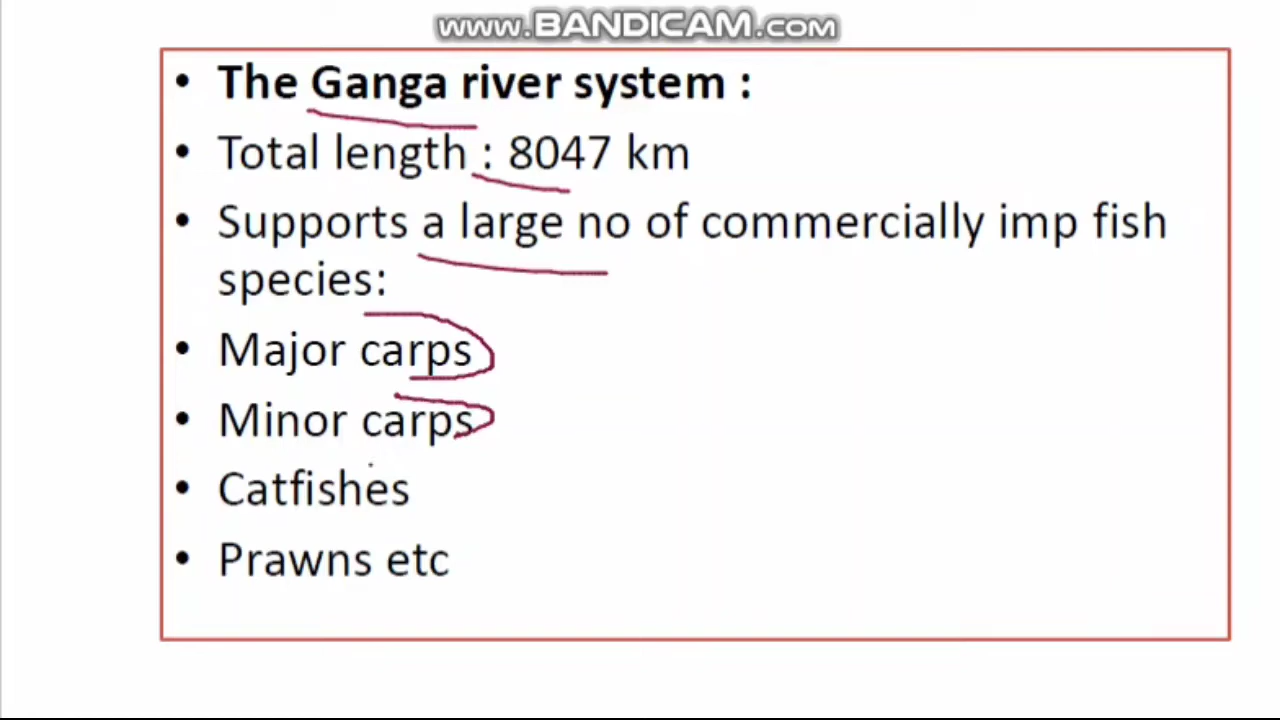 www.BANDICAM.com
• The Ganga river system :
• Total length : 8047 km
• Supports a large no of commercially imp fish
species:
• Major carps
• Minor carps
• Catfishes
• Prawns etc